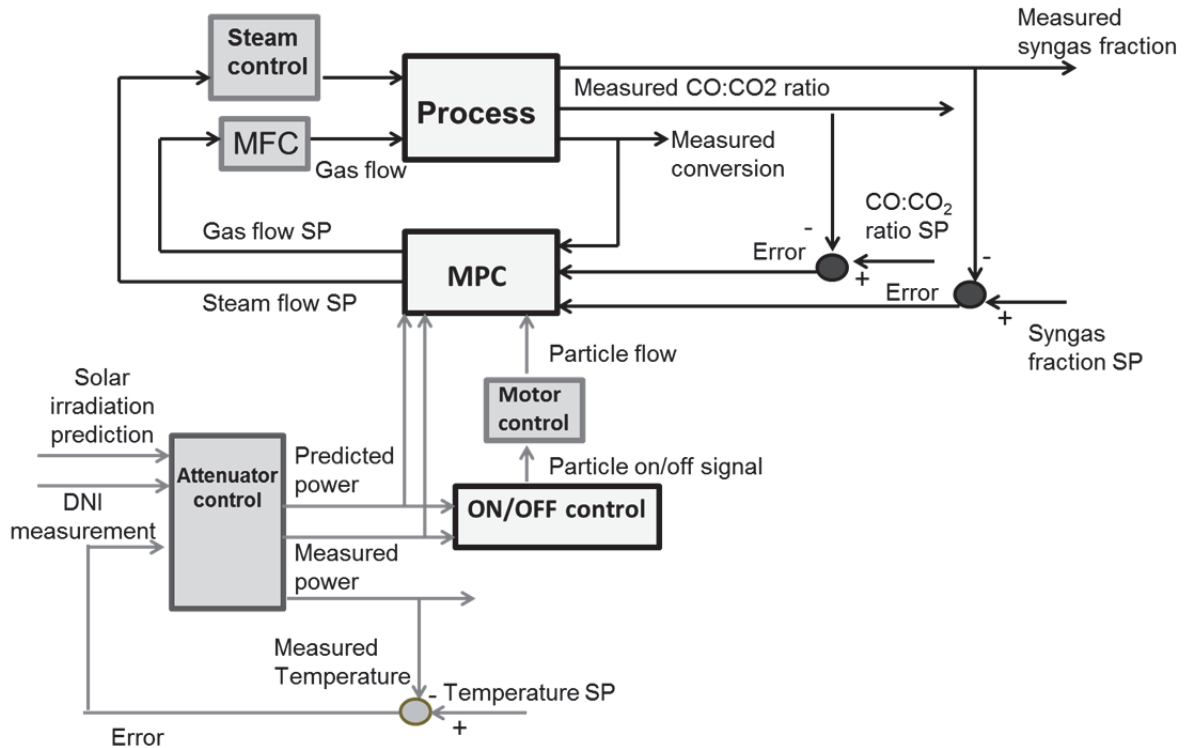 Measured
syngas fraction
Steam
control
Measured CO:CO2 ratio
Process
MFC
Gas flow
Measured
conversion
CO:CO₂
ratio SP
Gas flow SP
-
Error
+
-
MPC
Steam flow SP
Error
+
Syngas
fraction SP
Particle flow
Solar
irradiation
prediction
Motor
control
Predicted
power
Particle on/off signal
Attenuator
control
DNI
measurement
ON/OFF control
Measured
power
Measured
Temperature
- Temperature SP
+
Error